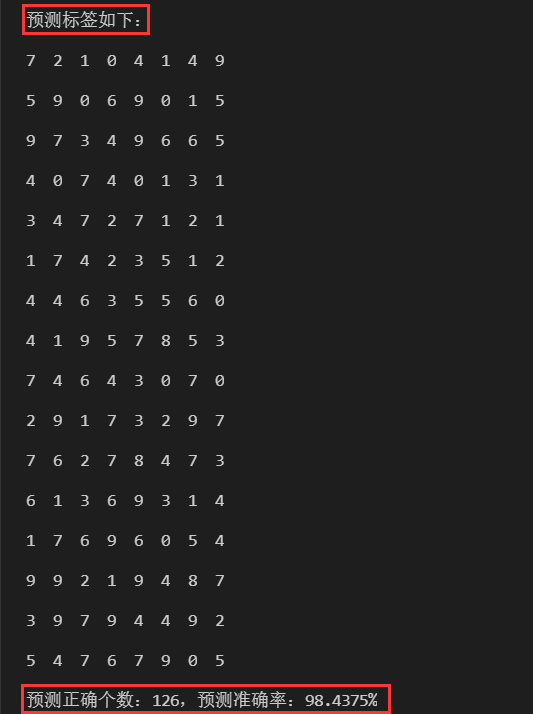 预测标签如下:
7 2 1 0 4 1 4 9
5 9 0 6 9 0 1 5
9 7 3 4 9 6 6 5
4 0 7 4 0 1 3 1
3 4 7 2 7 1 2 1
1 7 4 2 3 5 1 2
4 4 6 3 5 5 6 0
4 1 9 5 7 8 5 3
7 4 6 4 3 0 7 0
2 9 1 7 3 2 9 7
7 6 2 7 8 4 7 3
6 1 3 6 9 3 1 4
1 7 6 9 6 0 5 4
9 9 2 1 9 4 8 7
3 9 7 9 4 4 9 2
5 4 7 6 7 9 0 5
预测正确个数：126，预测准确率：98.4375%